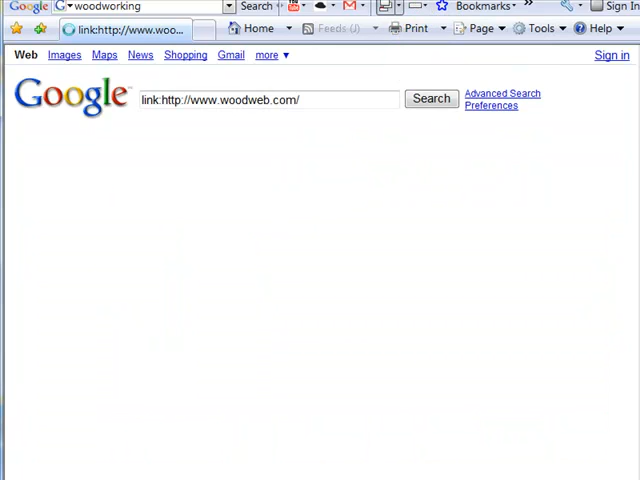 Google woodworking Search Bookmarks Sign In
link:http://www.woo... Home Feeds (J) Print Page Tools Help
Web Images Maps News Shopping Gmail more Sign in
Google link:http://www.woodweb.com/ Search Advanced Search
Preferences